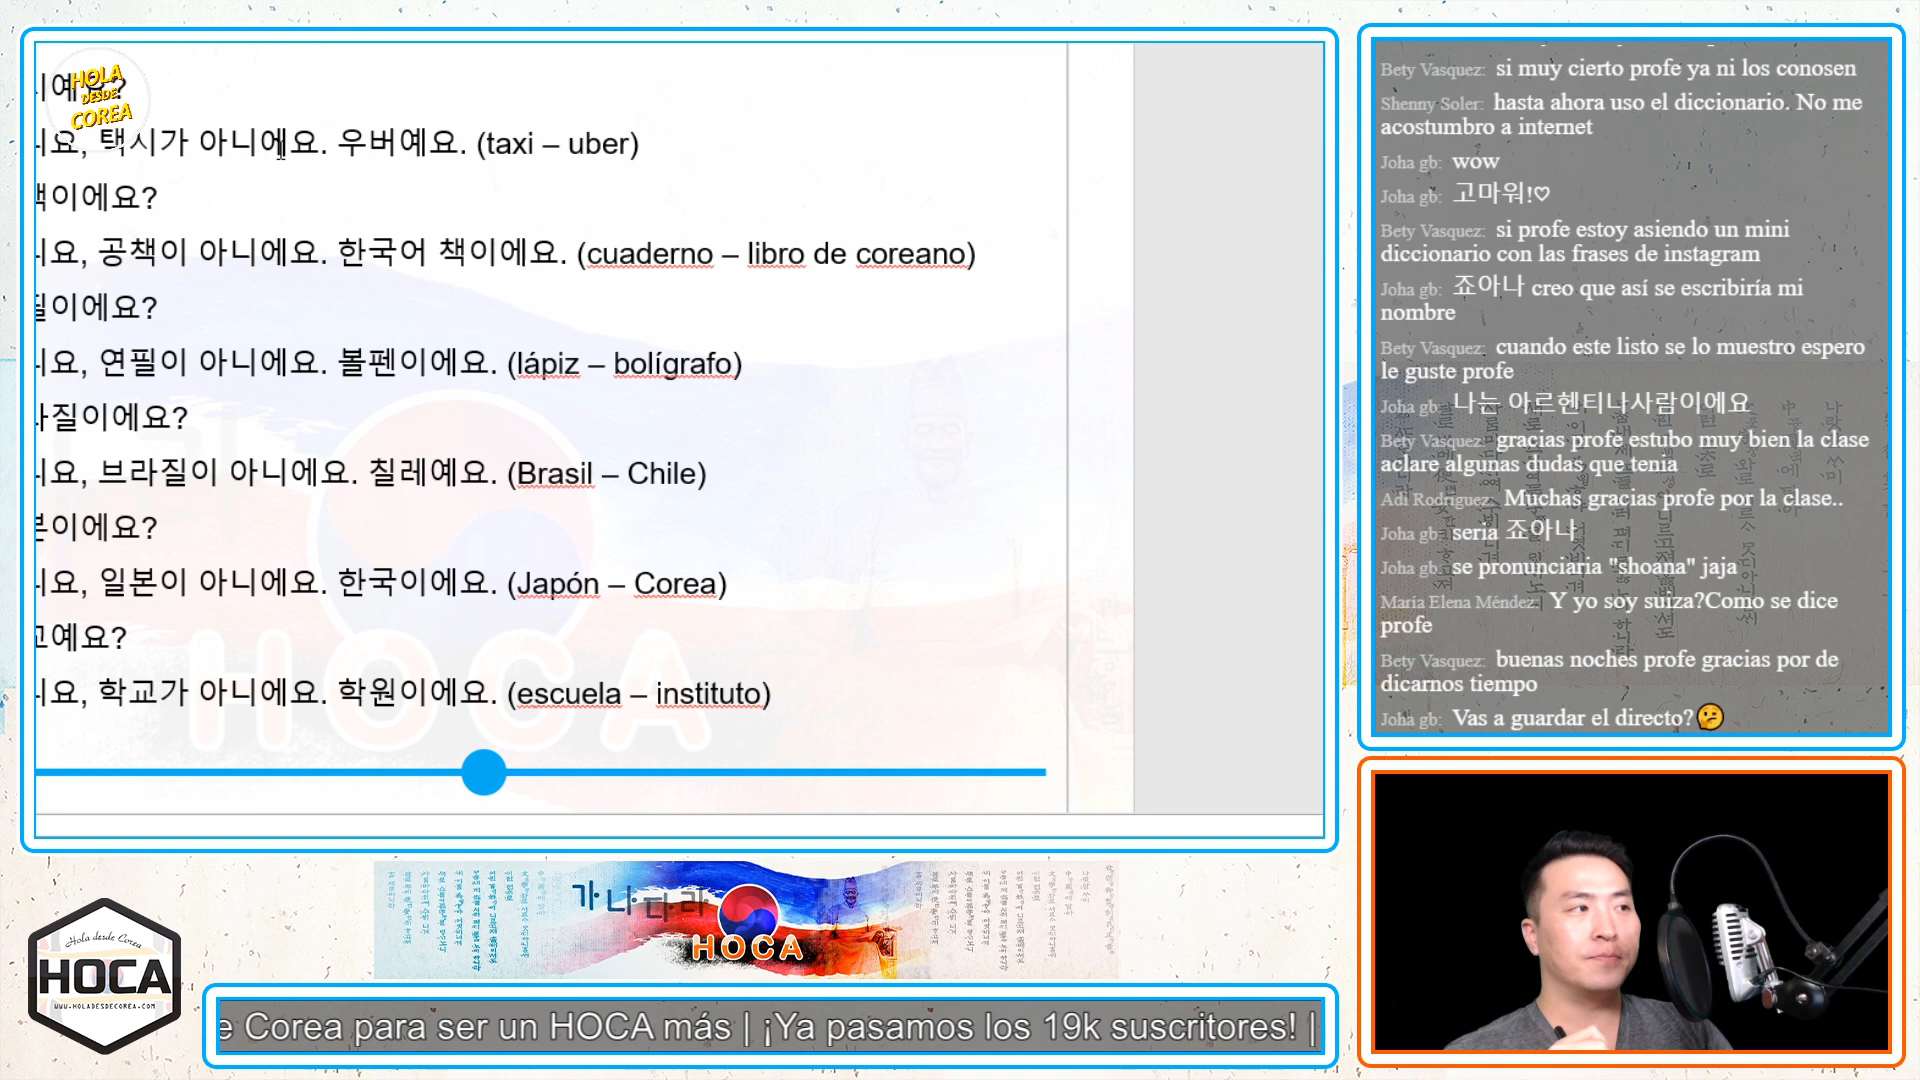 HOLA
DESDE
COREA
예요?
요, 택시가 아니에요. 우버예요. (taxi – uber)
책이에요?
요, 공책이 아니에요. 한국어 책이에요. (cuaderno – libro de coreano)
필이에요?
요, 연필이 아니에요. 볼펜이에요. (lápiz – bolígrafo)
라질이에요?
요, 브라질이 아니에요. 칠레예요. (Brasil – Chile)
본이에요?
요, 일본이 아니에요. 한국이에요. (Japón – Corea)
교예요?
요, 학교가 아니에요. 학원이에요. (escuela – instituto)
HOCA
Bety Vasquez: si muy cierto profe ya ni los conosen
Shenny Soler: hasta ahora uso el diccionario. No me
acostumbro a internet
Joha gb: wow
Joha gb: 고마워!♡
Bety Vasquez: si profe estoy asiendo un mini
diccionario con las frases de instagram
Joha gb: 죠아나 creo que así se escribiría mi
nombre
Bety Vasquez: cuando este listo se lo muestro espero
le guste profe
Joha gb: 나는 아르헨티나사람이에요
Bety Vasquez: gracias profe estubo muy bien la clase
aclare algunas dudas que tenia
Adi Rodriguez: Muchas gracias profe por la clase..
Joha gb: seria 죠아나
Joha gb: se pronunciaria "shoana" jaja
María Elena Méndez: Y yo soy suiza?Como se dice
profe
Bety Vasquez: buenas noches profe gracias por de
dicarnos tiempo
Joha gb: Vas a guardar el directo?🫤
가나다라
HOCA
Hola desde Corea
HOCA
WWW.HOLADESDECOREA.COM
e Corea para ser un HOCA más | ¡Ya pasamos los 19k suscritores! |